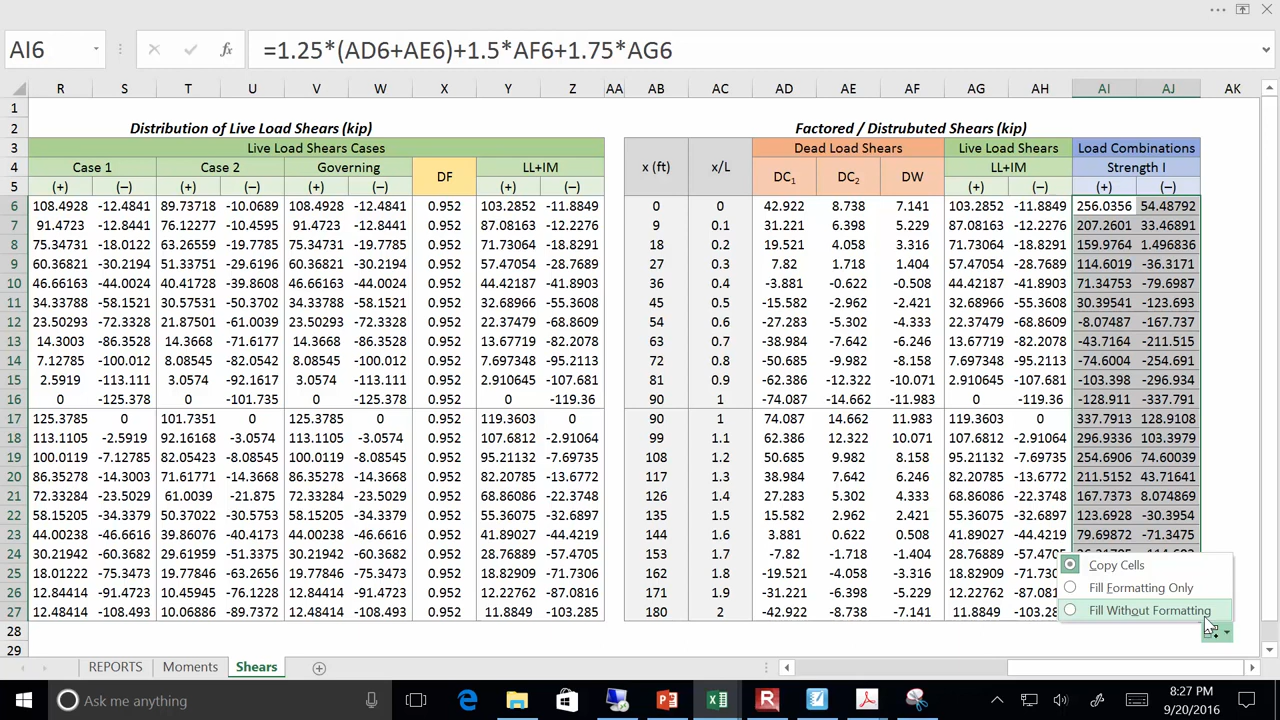 AI6 =1.25*(AD6+AE6)+1.5*AF6+1.75*AG6
R S T U V W X Y Z AA AB AC AD AE AF AG AH AI AJ AK
1
2 Distribution of Live Load Shears (kip) Factored / Distrubuted Shears (kip)
3 Live Load Shears Cases x (ft) x/L Dead Load Shears Live Load Shears Load Combinations
4 Case 1 Case 2 Governing DF LL+IM DC1 DC2 DW LL+IM Strength I
5 (+) (–) (+) (–) (+) (–) (+) (–) (+) (–) (+) (–)
6 108.4928 -12.4841 89.73718 -10.0689 108.4928 -12.4841 0.952 103.2852 -11.8849 0 0 42.922 8.738 7.141 103.2852 -11.8849 256.0356 54.48792
7 91.4723 -12.8441 76.12277 -10.4595 91.4723 -12.8441 0.952 87.08163 -12.2276 9 0.1 31.221 6.398 5.229 87.08163 -12.2276 207.2601 33.46891
8 75.34731 -18.0122 63.26559 -19.7785 75.34731 -19.7785 0.952 71.73064 -18.8291 18 0.2 19.521 4.058 3.316 71.73064 -18.8291 159.9764 1.496836
9 60.36821 -30.2194 51.33751 -29.6196 60.36821 -30.2194 0.952 57.47054 -28.7689 27 0.3 7.82 1.718 1.404 57.47054 -28.7689 114.6019 -36.3171
10 46.66163 -44.0024 40.41728 -39.8608 46.66163 -44.0024 0.952 44.42187 -41.8903 36 0.4 -3.881 -0.622 -0.508 44.42187 -41.8903 71.34753 -79.6987
11 34.33788 -58.1521 30.57531 -50.3702 34.33788 -58.1521 0.952 32.68966 -55.3608 45 0.5 -15.582 -2.962 -2.421 32.68966 -55.3608 30.39541 -123.693
12 23.50293 -72.3328 21.87501 -61.0039 23.50293 -72.3328 0.952 22.37479 -68.8609 54 0.6 -27.283 -5.302 -4.333 22.37479 -68.8609 -8.07487 -167.737
13 14.3003 -86.3528 14.3668 -71.6177 14.3668 -86.3528 0.952 13.67719 -82.2078 63 0.7 -38.984 -7.642 -6.246 13.67719 -82.2078 -43.7164 -211.515
14 7.12785 -100.012 8.08545 -82.0542 8.08545 -100.012 0.952 7.697348 -95.2113 72 0.8 -50.685 -9.982 -8.158 7.697348 -95.2113 -74.6004 -254.691
15 2.5919 -113.111 3.0574 -92.1617 3.0574 -113.111 0.952 2.910645 -107.681 81 0.9 -62.386 -12.322 -10.071 2.910645 -107.681 -103.398 -296.934
16 0 -125.378 0 -101.735 0 -125.378 0.952 0 -119.36 90 1 -74.087 -14.662 -11.983 0 -119.36 -128.911 -337.791
17 125.3785 0 101.7351 0 125.3785 0 0.952 119.3603 0 90 1 74.087 14.662 11.983 119.3603 0 337.7913 128.9108
18 113.1105 -2.5919 92.16168 -3.0574 113.1105 -3.0574 0.952 107.6812 -2.91064 99 1.1 62.386 12.322 10.071 107.6812 -2.91064 296.9336 103.3979
19 100.0119 -7.12785 82.05423 -8.08545 100.0119 -8.08545 0.952 95.21132 -7.69735 108 1.2 50.685 9.982 8.158 95.21132 -7.69735 254.6906 74.60039
20 86.35278 -14.3003 71.61771 -14.3668 86.35278 -14.3668 0.952 82.20785 -13.6772 117 1.3 38.984 7.642 6.246 82.20785 -13.6772 211.5152 43.71641
21 72.33284 -23.5029 61.0039 -21.875 72.33284 -23.5029 0.952 68.86086 -22.3748 126 1.4 27.283 5.302 4.333 68.86086 -22.3748 167.7373 8.074869
22 58.15205 -34.3379 50.37022 -30.5753 58.15205 -34.3379 0.952 55.36075 -32.6897 135 1.5 15.582 2.962 2.421 55.36075 -32.6897 123.6928 -30.3954
23 44.00238 -46.6616 39.86076 -40.4173 44.00238 -46.6616 0.952 41.89027 -44.4219 144 1.6 3.881 0.622 0.508 41.89027 -44.4219 79.69872 -71.3475
24 30.21942 -60.3682 29.61959 -51.3375 30.21942 -60.3682 0.952 28.76889 -57.4705 153 1.7 -7.82 -1.718 -1.404 28.76889 -57.4705
25 18.01222 -75.3473 19.77846 -63.2656 19.77846 -75.3473 0.952 18.82909 -71.7306 162 1.8 -19.521 -4.058 -3.316 18.82909 Copy Cells
26 12.84414 -91.4723 10.45945 -76.1228 12.84414 -91.4723 0.952 12.22762 -87.0816 171 1.9 -31.221 -6.398 -5.229 12.22762 Fill Formatting Only
27 12.48414 -108.493 10.06886 -89.7372 12.48414 -108.493 0.952 11.8849 -103.285 180 2 -42.922 -8.738 -7.141 11.8849 Fill Without Formatting
28
29
REPORTS Moments Shears
Ask me anything
8:27 PM
9/20/2016